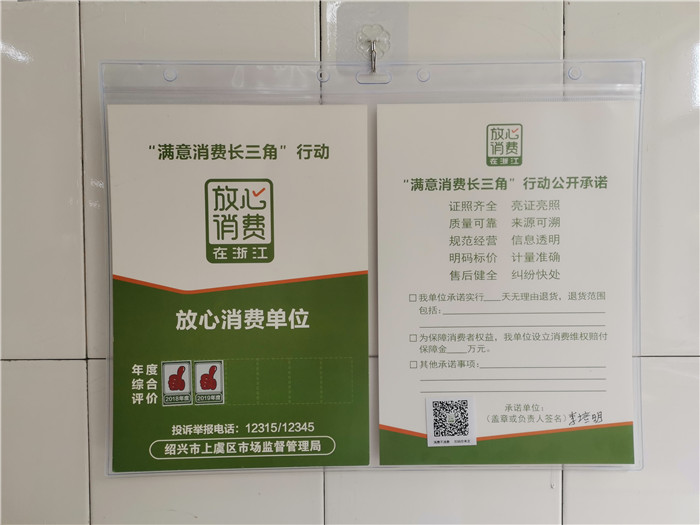 “满意消费长三角”行动
放心
消费
在浙江
放心消费单位
年度
综合
评价
2018年度
2019年度
投诉举报电话：12315/12345
绍兴市上虞区市场监督管理局
放心
消费
在浙江
“满意消费长三角”行动公开承诺
证照齐全 亮证亮照
质量可靠 来源可溯
规范经营 信息透明
明码标价 计量准确
售后健全 纠纷快处
□我单位承诺实行___天无理由退货，退货范围
包括：
□为保障消费者权益，我单位设立消费维权赔付
保障金___万元。
□其他承诺事项：
承诺单位：
（盖章或负责人签名）